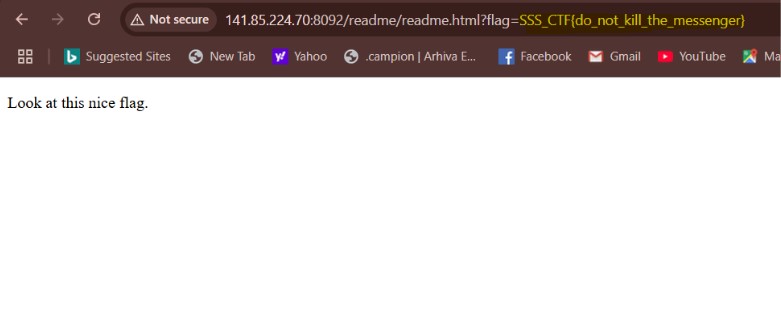 Not secure 141.85.224.70:8092/readme/readme.html?flag=SSS_CTF{do_not_kill_the_messenger}
Suggested Sites New Tab Yahoo .campion | Arhiva E... Facebook Gmail YouTube Ma
Look at this nice flag.